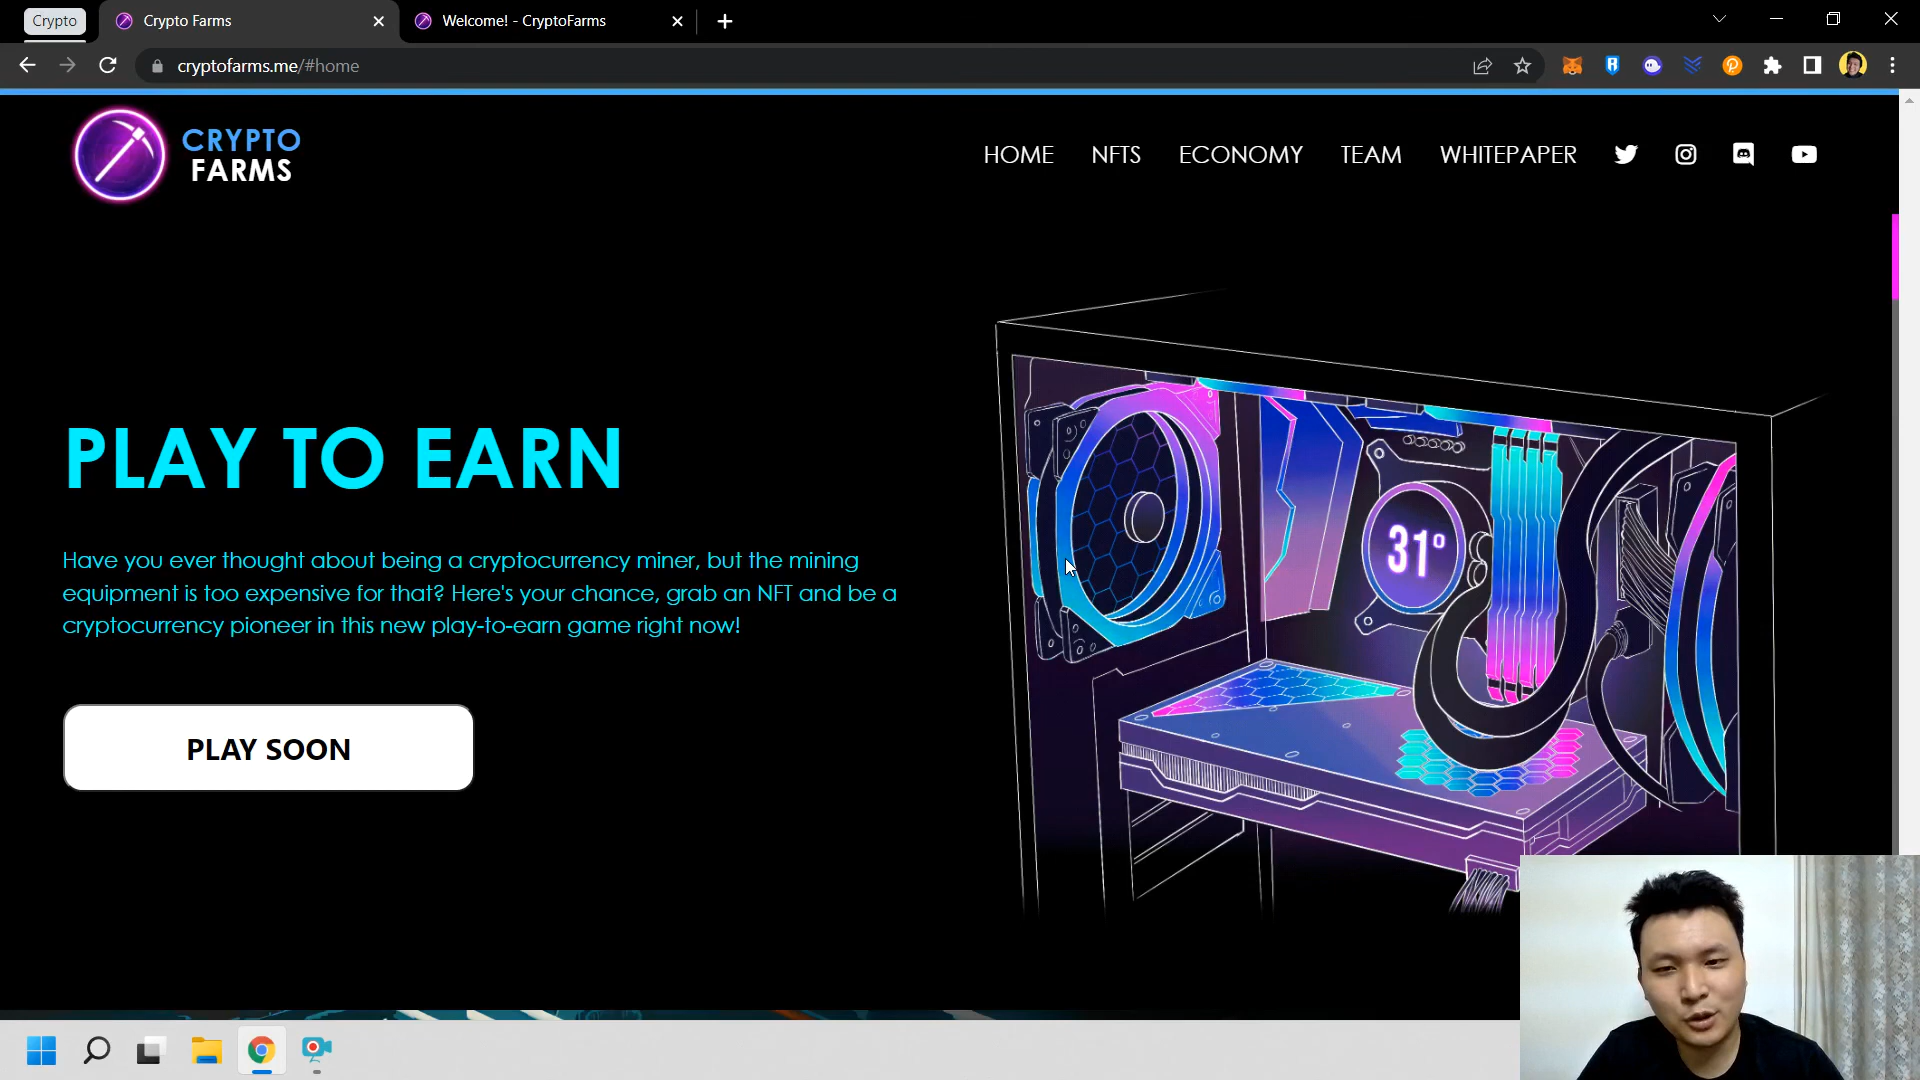 Crypto
Crypto Farms
Welcome! - CryptoFarms
cryptofarms.me/#home
CRYPTO
FARMS
HOME
NFTS
ECONOMY
TEAM
WHITEPAPER
PLAY TO EARN
Have you ever thought about being a cryptocurrency miner, but the mining
equipment is too expensive for that? Here's your chance, grab an NFT and be a
cryptocurrency pioneer in this new play-to-earn game right now!
PLAY SOON
31°